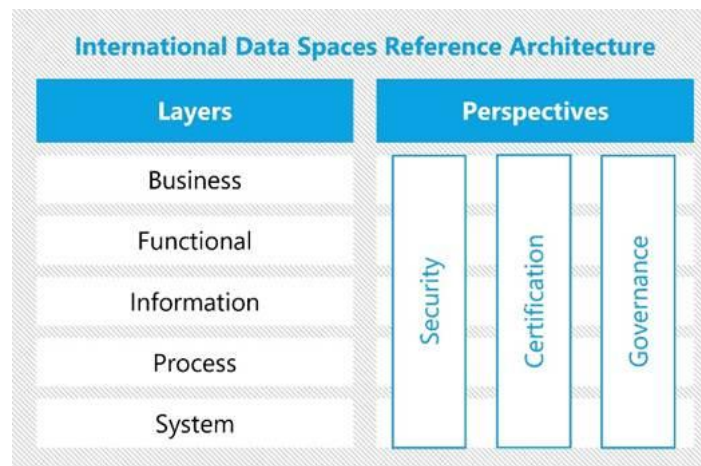 International Data Spaces Reference Architecture
Layers
Perspectives
Business
Functional
Information
Process
System
Security
Certification
Governance